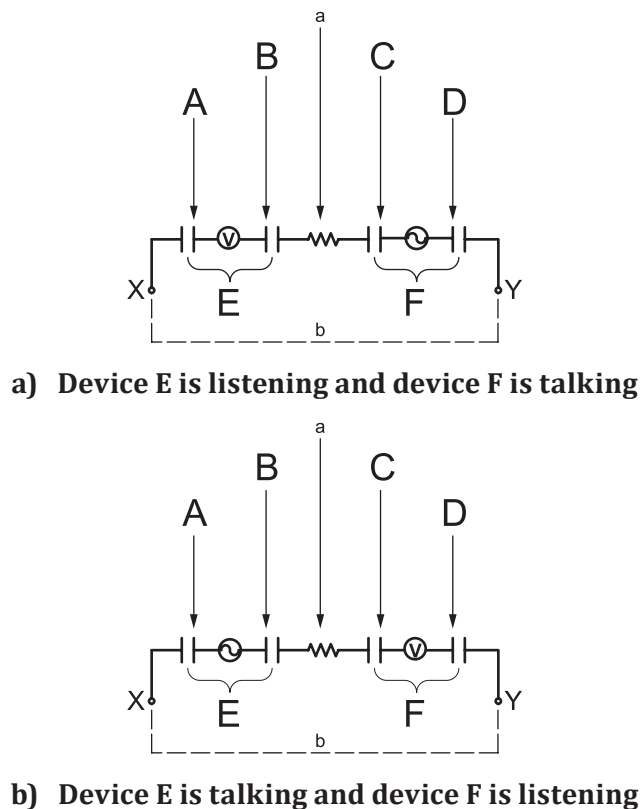 a
B C
A D
V
X E F Y
b
a) Device E is listening and device F is talking
a
B C
A D
V
X E F Y
b
b) Device E is talking and device F is listening